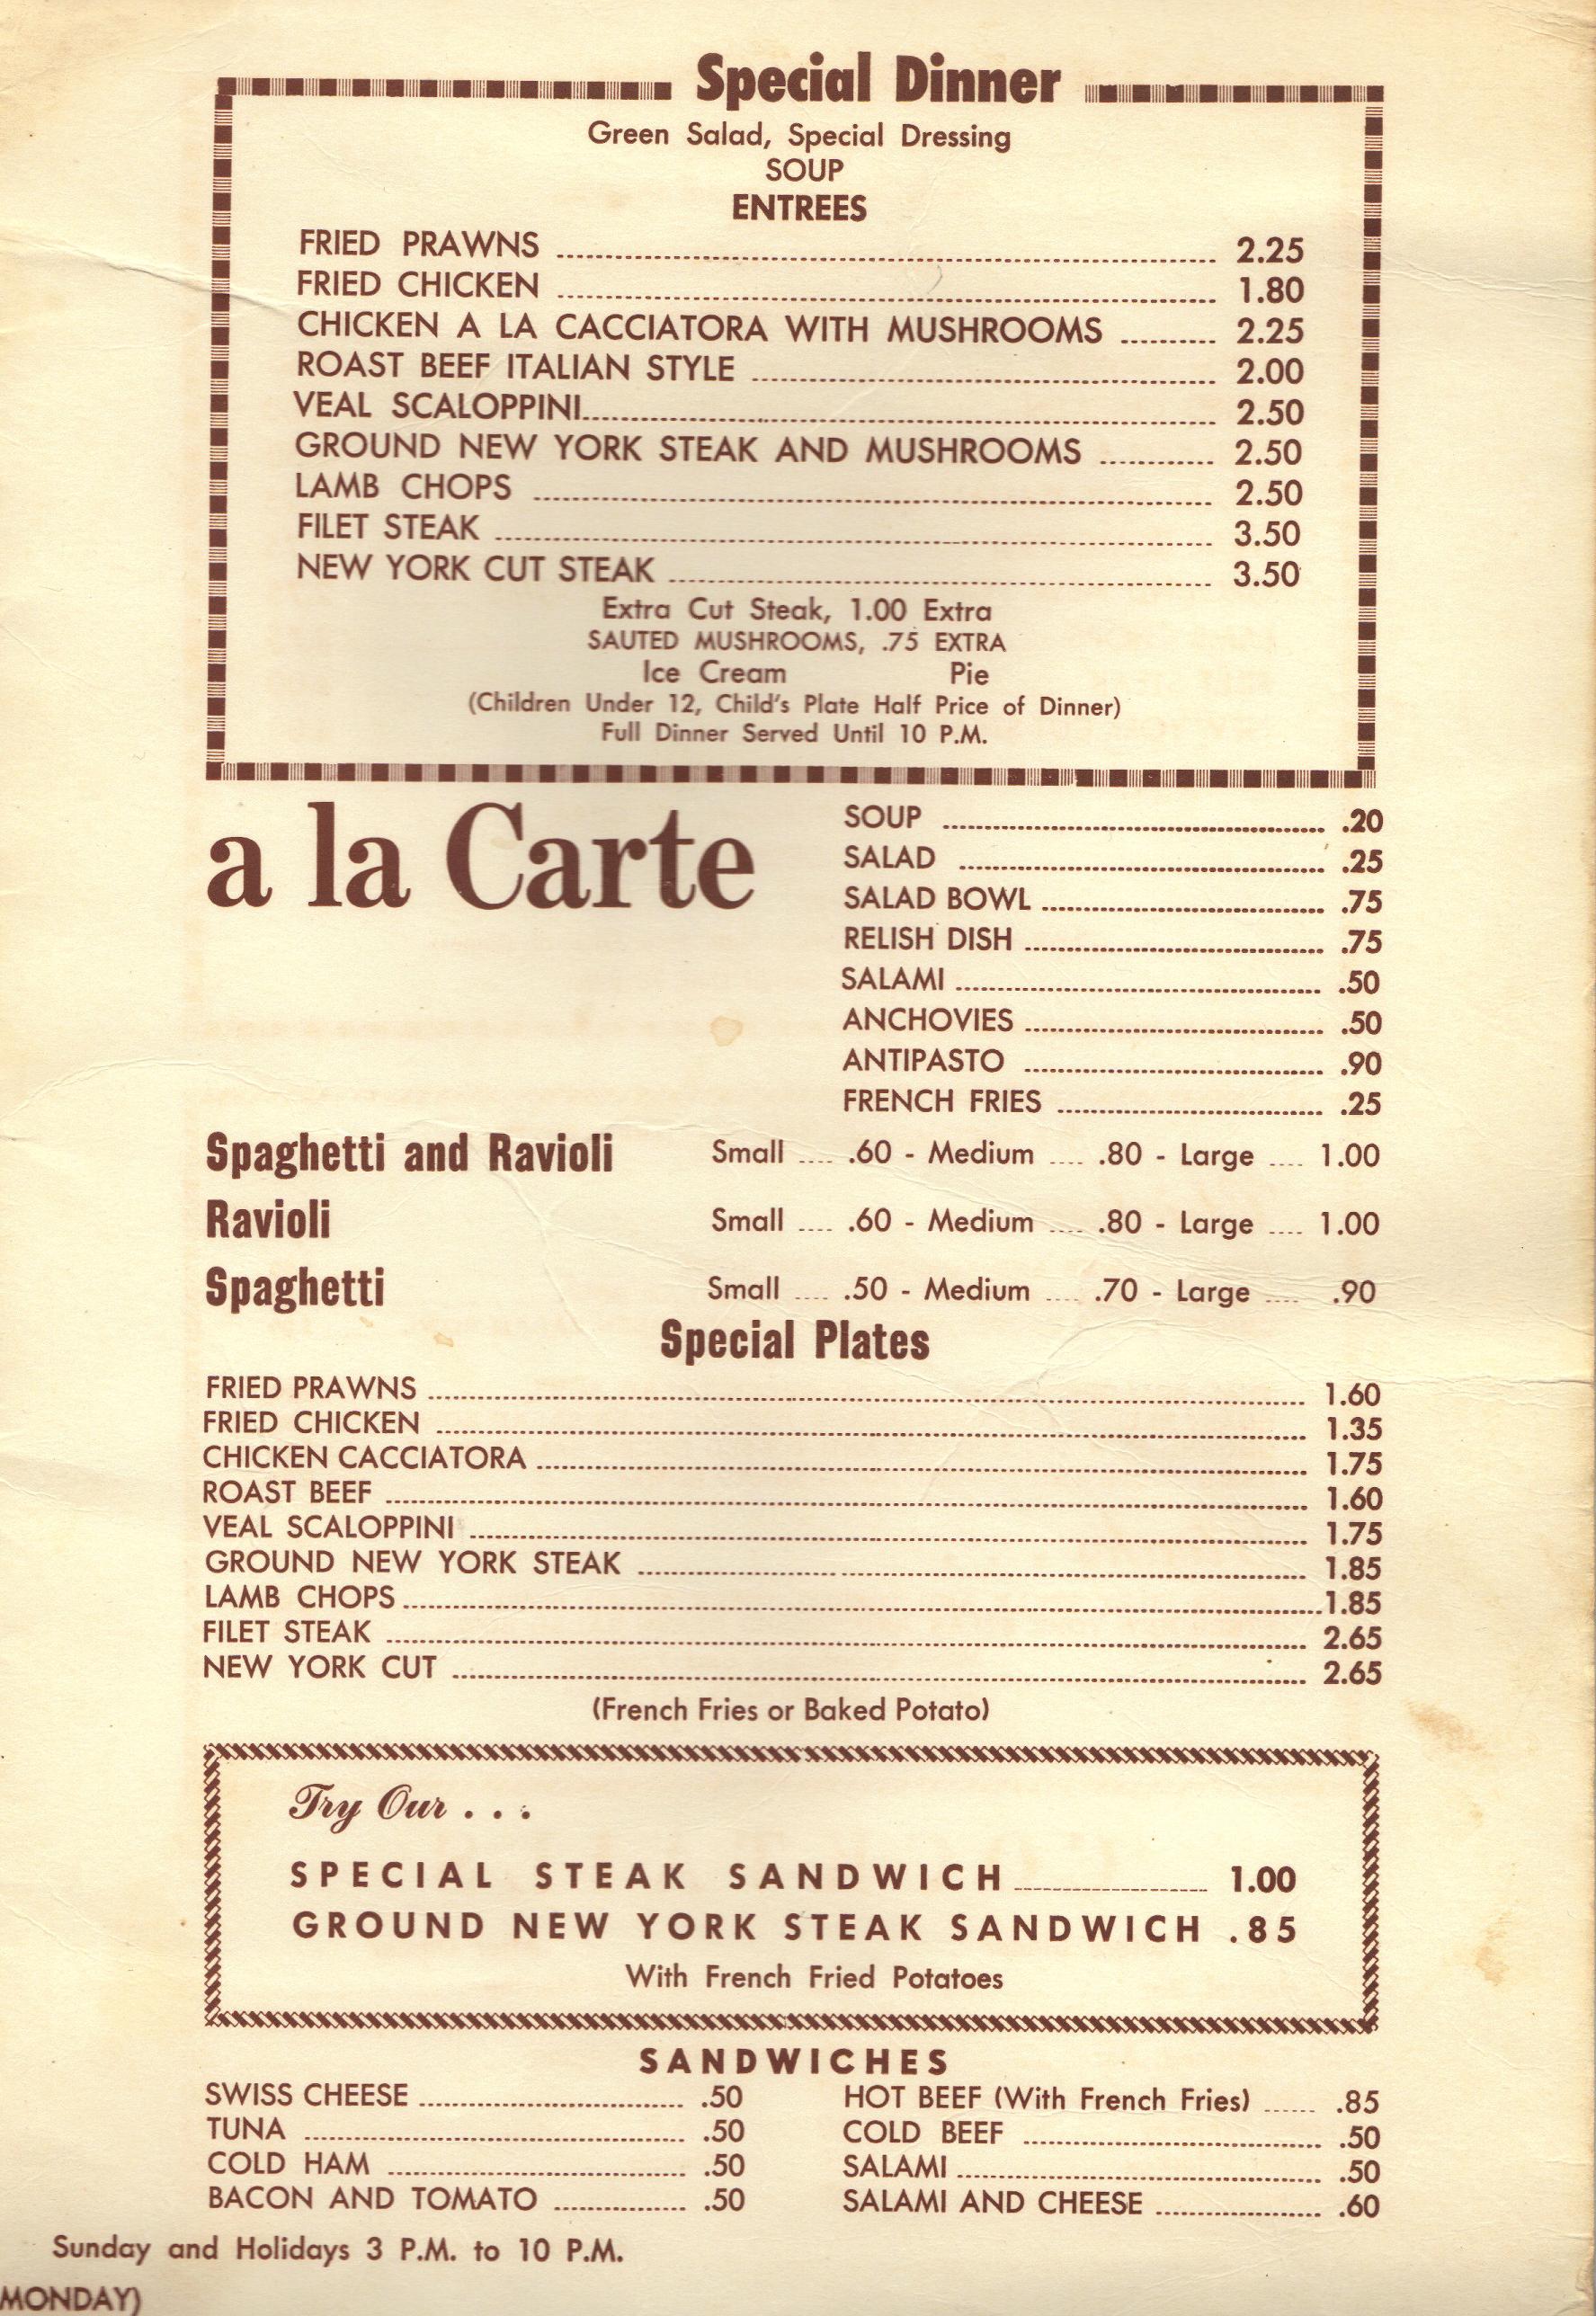 Special Dinner
Green Salad, Special Dressing
SOUP
ENTREES
FRIED PRAWNS 2.25
FRIED CHICKEN 1.80
CHICKEN A LA CACCIATORA WITH MUSHROOMS 2.25
ROAST BEEF ITALIAN STYLE 2.00
VEAL SCALOPPINI 2.50
GROUND NEW YORK STEAK AND MUSHROOMS 2.50
LAMB CHOPS 2.50
FILET STEAK 3.50
NEW YORK CUT STEAK 3.50
Extra Cut Steak, 1.00 Extra
SAUTED MUSHROOMS, .75 EXTRA
Ice Cream Pie
(Children Under 12, Child's Plate Half Price of Dinner)
Full Dinner Served Until 10 P.M.
a la Carte
SOUP .20
SALAD .25
SALAD BOWL .75
RELISH DISH .75
SALAMI .50
ANCHOVIES .50
ANTIPASTO .90
FRENCH FRIES .25
Spaghetti and Ravioli Small .... .60 - Medium .... .80 - Large .... 1.00
Ravioli Small .... .60 - Medium .... .80 - Large .... 1.00
Spaghetti Small .... .50 - Medium .... .70 - Large .... .90
Special Plates
FRIED PRAWNS 1.60
FRIED CHICKEN 1.35
CHICKEN CACCIATORA 1.75
ROAST BEEF 1.60
VEAL SCALOPPINI 1.75
GROUND NEW YORK STEAK 1.85
LAMB CHOPS 1.85
FILET STEAK 2.65
NEW YORK CUT 2.65
(French Fries or Baked Potato)
Try Our . . .
SPECIAL STEAK SANDWICH 1.00
GROUND NEW YORK STEAK SANDWICH .85
With French Fried Potatoes
SANDWICHES
SWISS CHEESE .50
TUNA .50
COLD HAM .50
BACON AND TOMATO .50
HOT BEEF (With French Fries) .85
COLD BEEF .50
SALAMI .50
SALAMI AND CHEESE .60
Sunday and Holidays 3 P.M. to 10 P.M.
MONDAY)